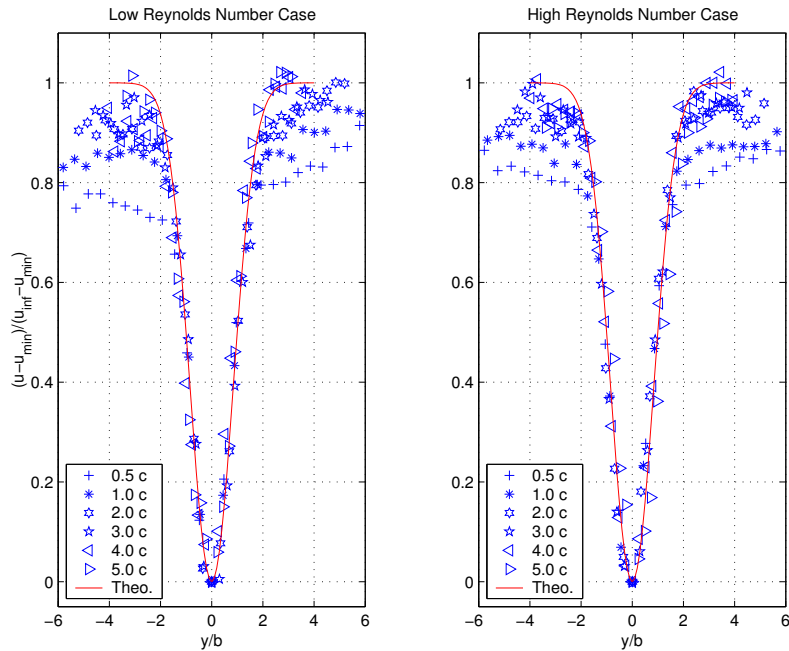 Low Reynolds Number Case
High Reynolds Number Case
(u−u_min)/(u_inf−u_min)
1
0.8
0.6
0.4
0.2
0
0.5 c
1.0 c
2.0 c
3.0 c
4.0 c
5.0 c
Theo.
−6 −4 −2 0 2 4 6
y/b
1
0.8
0.6
0.4
0.2
0
0.5 c
1.0 c
2.0 c
3.0 c
4.0 c
5.0 c
Theo.
−6 −4 −2 0 2 4 6
y/b